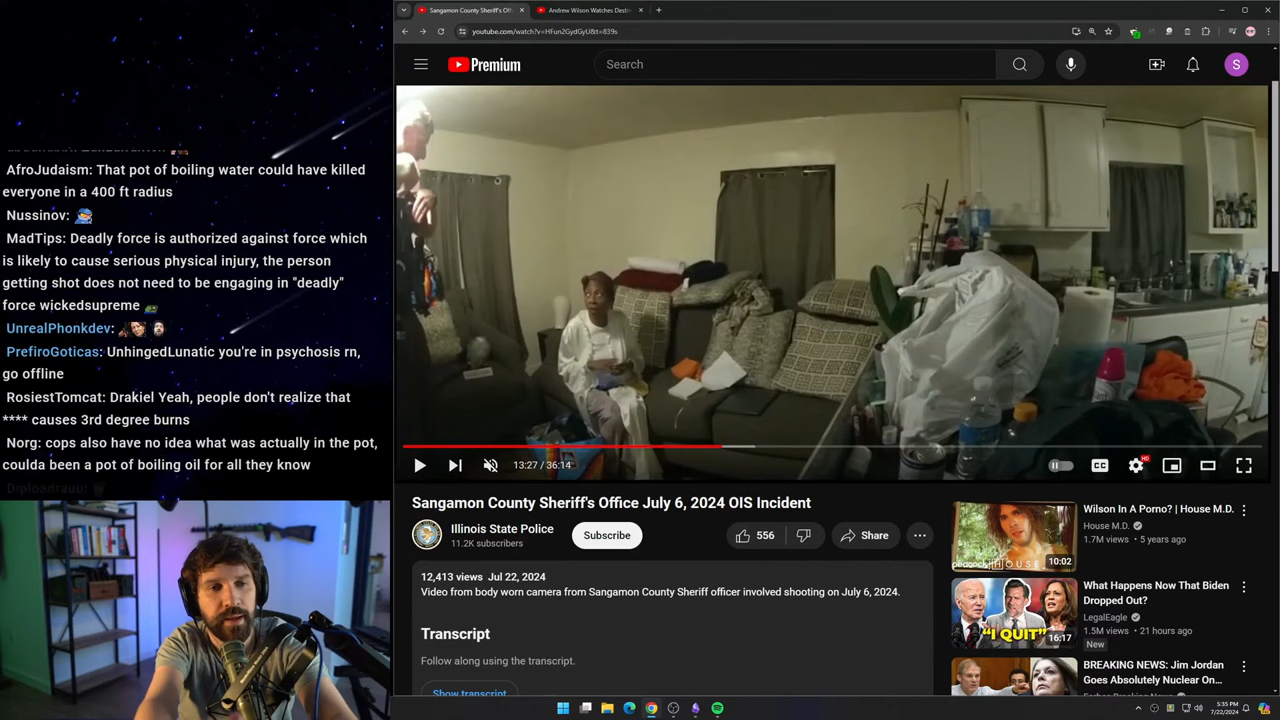 Sangamon County Sheriff's Off
Andrew Wilson Watches Desti
youtube.com/watch?v=HFun2GydGyU&t=839s
Premium
Search
S
AfroJudaism: That pot of boiling water could have killed
everyone in a 400 ft radius
Nussinov:
MadTips: Deadly force is authorized against force which
is likely to cause serious physical injury, the person
getting shot does not need to be engaging in "deadly"
force wickedsupreme
UnrealPhonkdev:
PrefiroGoticas: UnhingedLunatic you're in psychosis rn,
go offline
RosiestTomcat: Drakiel Yeah, people don't realize that
**** causes 3rd degree burns
Norg: cops also have no idea what was actually in the pot,
coulda been a pot of boiling oil for all they know
13:27 / 36:14
CC
HD
Sangamon County Sheriff's Office July 6, 2024 OIS Incident
Illinois State Police
11.2K subscribers
Subscribe
556
Share
12,413 views Jul 22, 2024
Video from body worn camera from Sangamon County Sheriff officer involved shooting on July 6, 2024.
Transcript
Follow along using the transcript.
Show transcript
Wilson In A Porno? | House M.D.
House M.D.
1.7M views • 5 years ago
peacock HOUSE
10:02
What Happens Now That Biden
Dropped Out?
LegalEagle
1.5M views • 21 hours ago
New
"I QUIT"
16:17
BREAKING NEWS: Jim Jordan
Goes Absolutely Nuclear On...
Forbes Breaking News
5:35 PM
7/22/2024